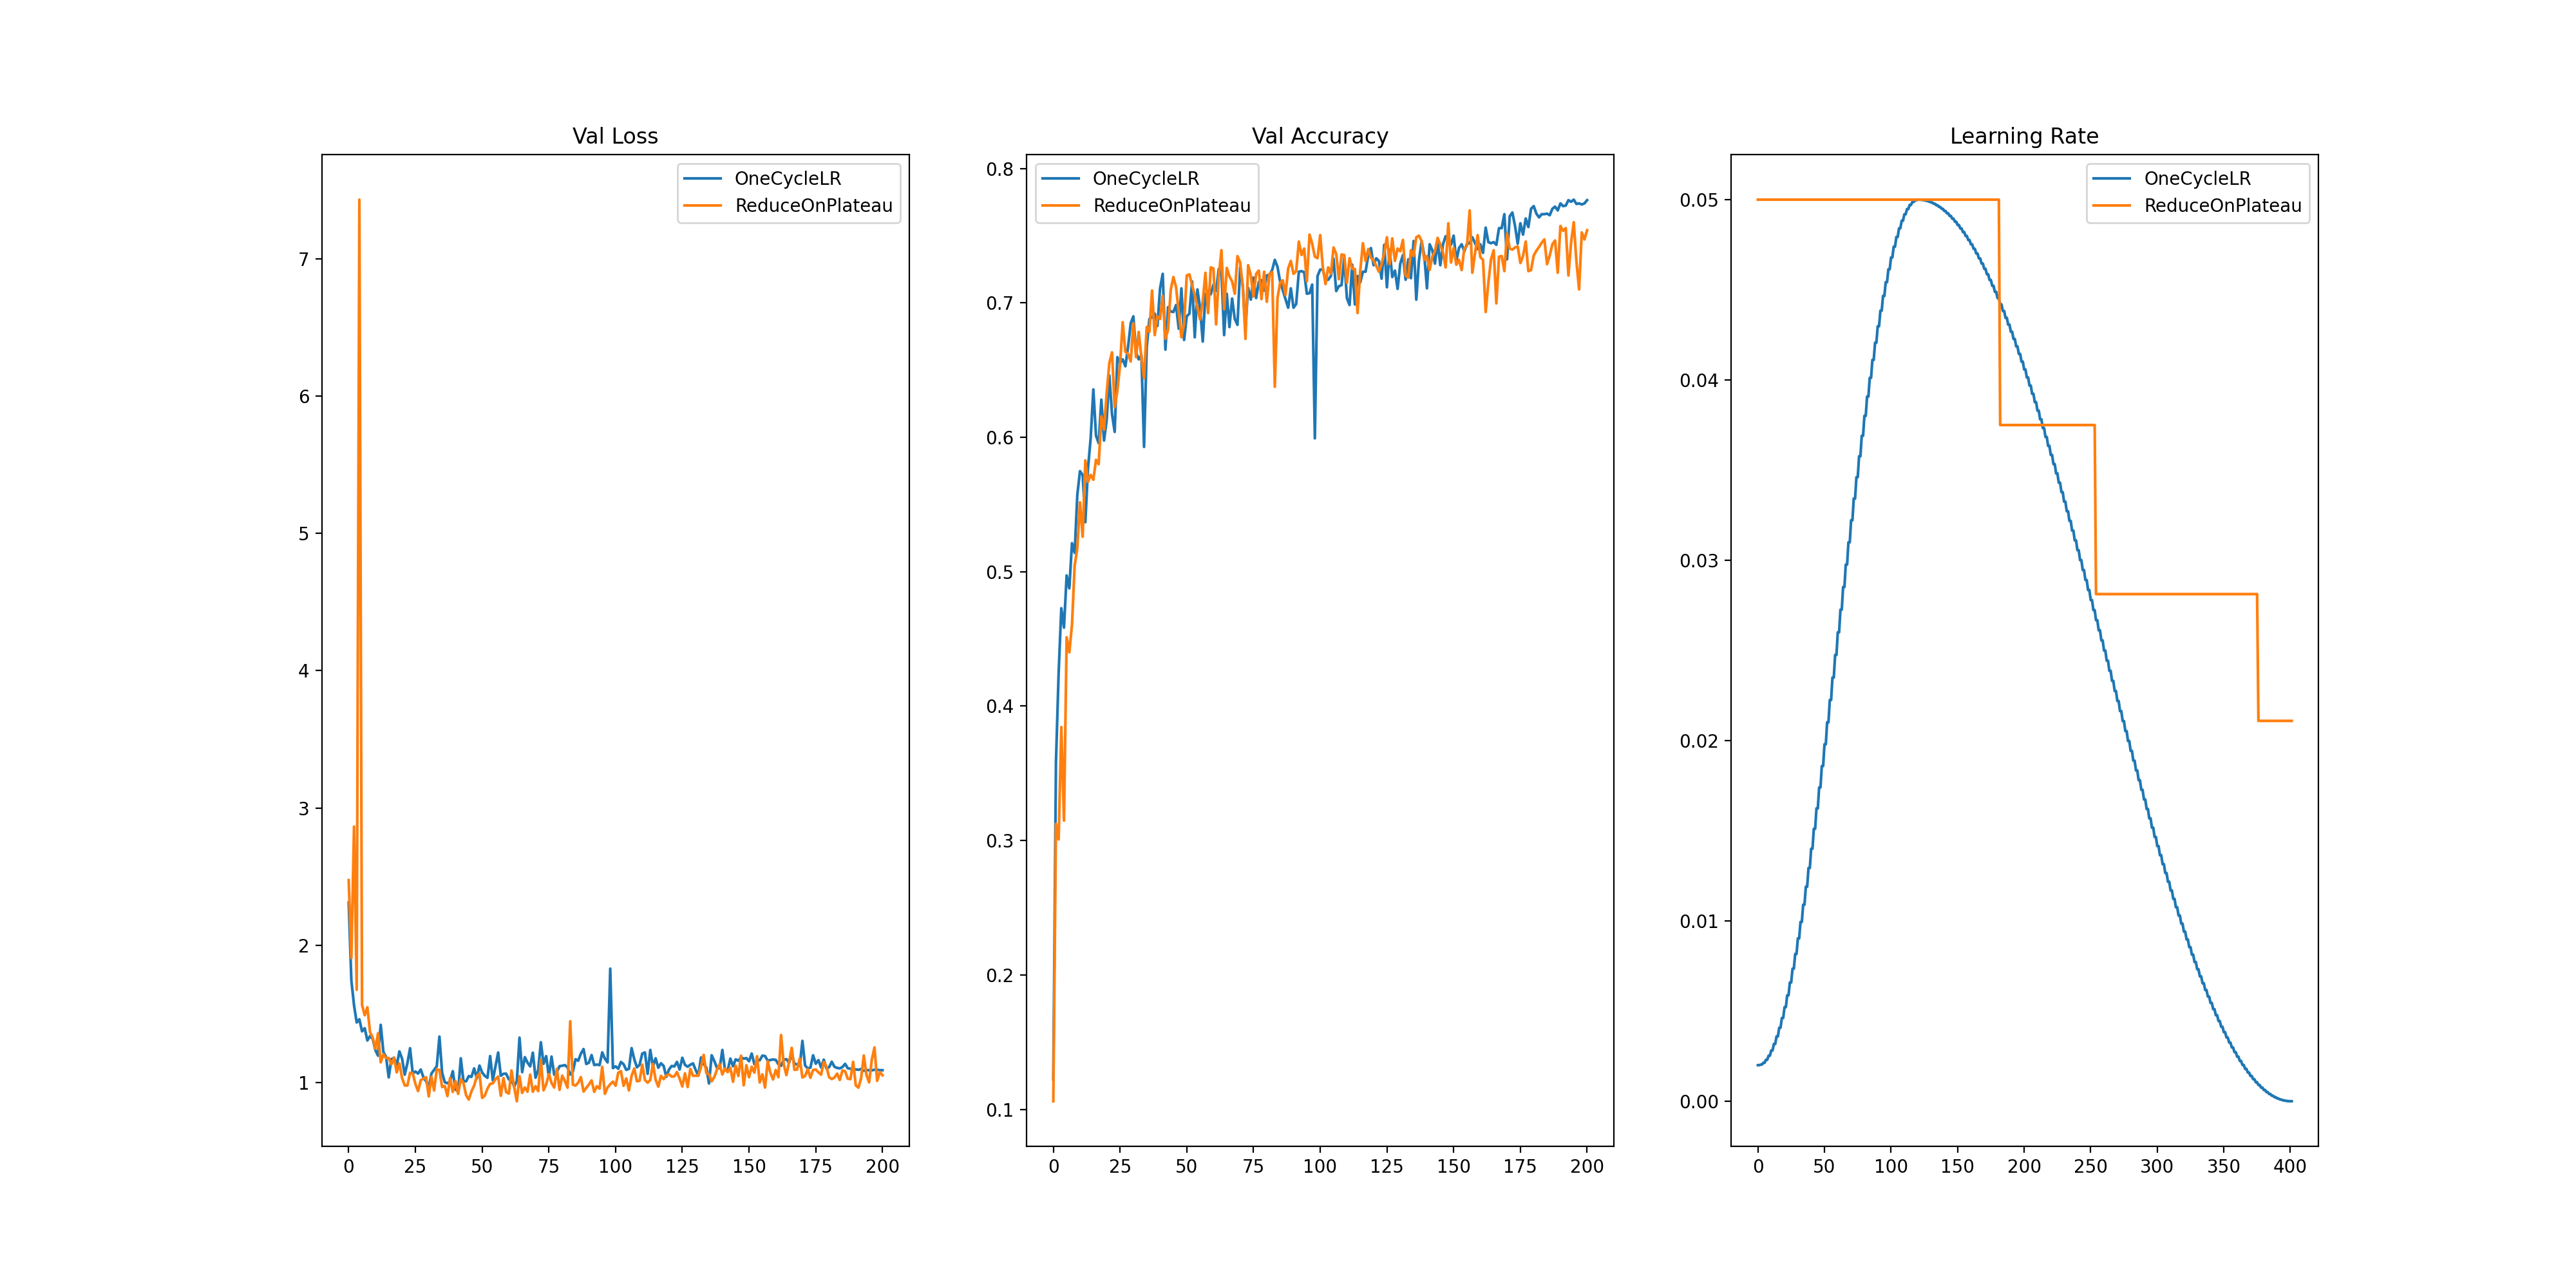 Val Loss
OneCycleLR
ReduceOnPlateau
7
6
5
4
3
2
1
0 25 50 75 100 125 150 175 200
Val Accuracy
OneCycleLR
ReduceOnPlateau
0.8
0.7
0.6
0.5
0.4
0.3
0.2
0.1
0 25 50 75 100 125 150 175 200
Learning Rate
OneCycleLR
ReduceOnPlateau
0.05
0.04
0.03
0.02
0.01
0.00
0 50 100 150 200 250 300 350 400